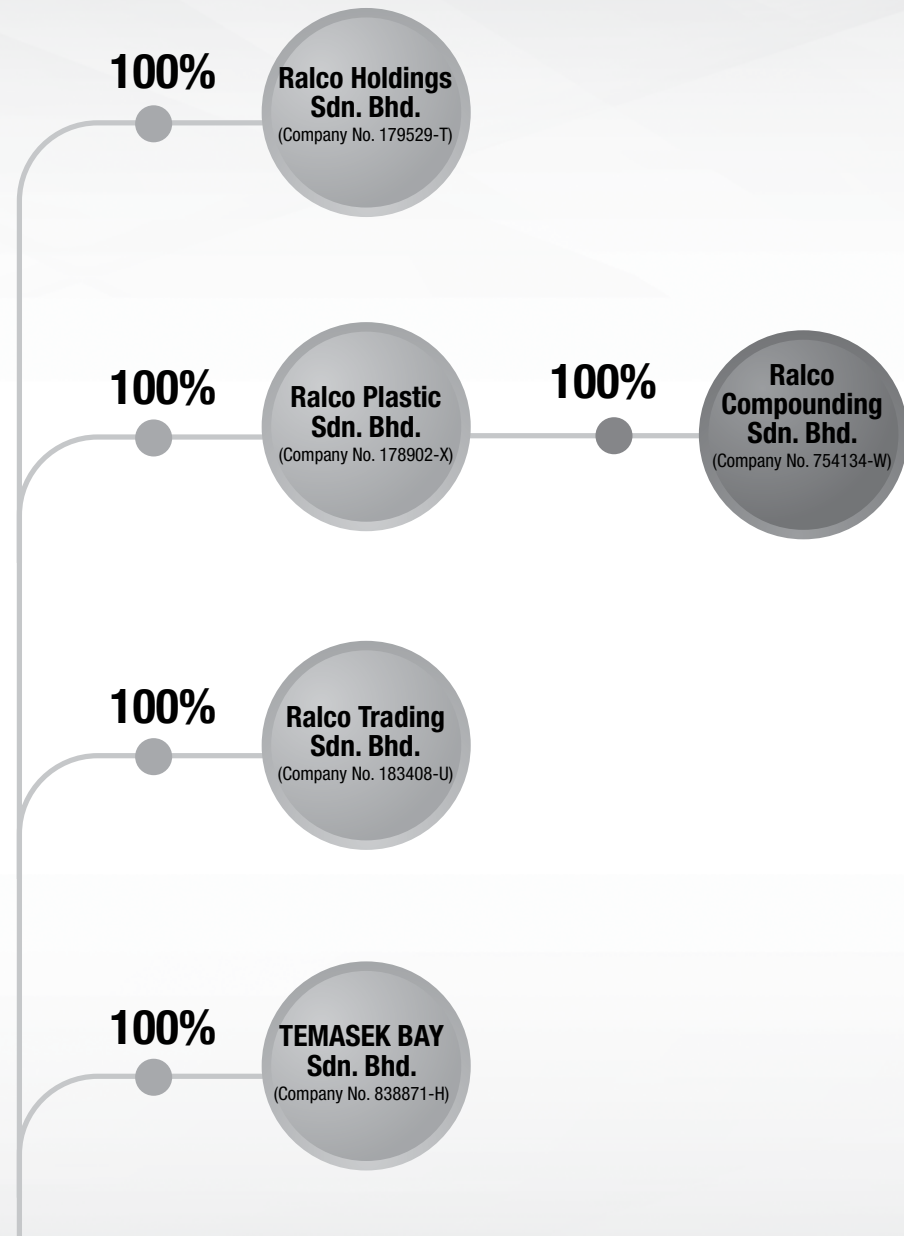 100%
Ralco Holdings
Sdn. Bhd.
(Company No. 179529-T)
100%
Ralco Plastic
Sdn. Bhd.
(Company No. 178902-X)
100%
Ralco
Compounding
Sdn. Bhd.
(Company No. 754134-W)
100%
Ralco Trading
Sdn. Bhd.
(Company No. 183408-U)
100%
TEMASEK BAY
Sdn. Bhd.
(Company No. 838871-H)